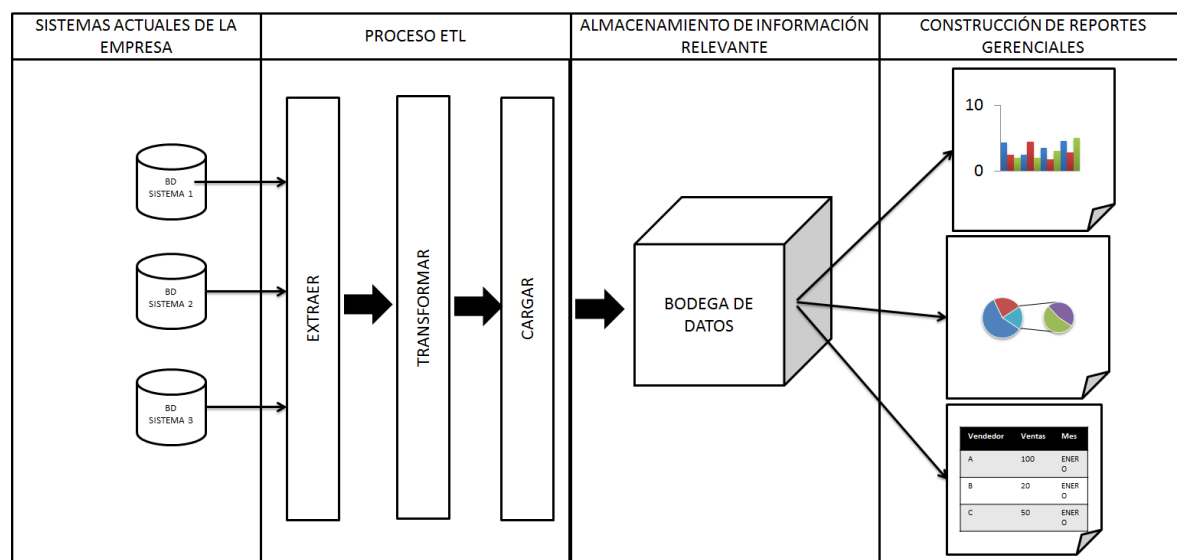 SISTEMAS ACTUALES DE LA
EMPRESA
PROCESO ETL
ALMACENAMIENTO DE INFORMACIÓN
RELEVANTE
CONSTRUCCIÓN DE REPORTES
GERENCIALES
BD
SISTEMA 1
BD
SISTEMA 2
BD
SISTEMA 3
EXTRAER
TRANSFORMAR
CARGAR
BODEGA DE
DATOS
10
0
Vendedor Ventas Mes
A 100 ENER
O
B 20 ENER
O
C 50 ENER
O